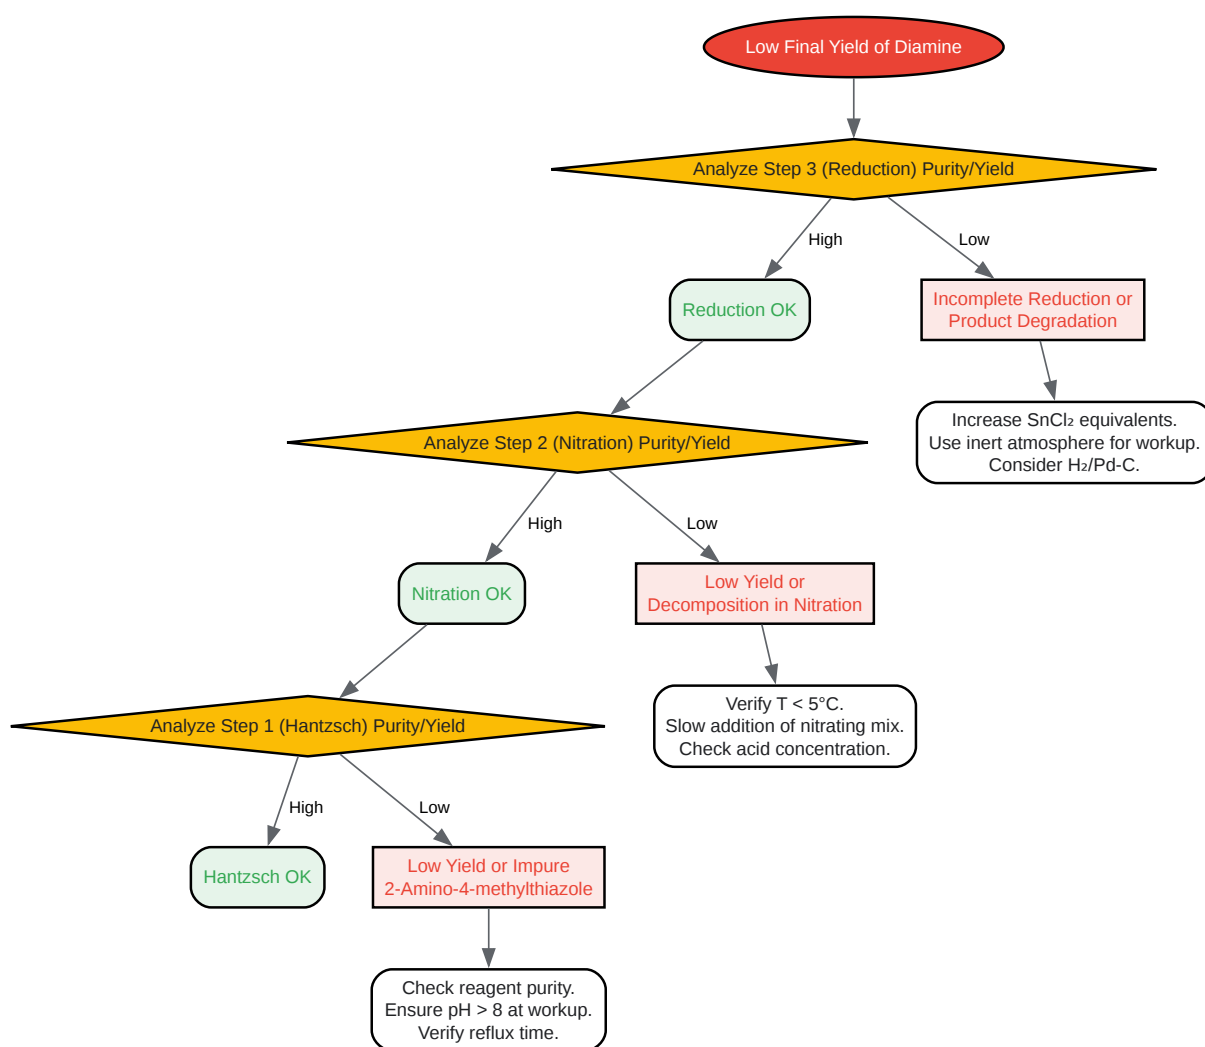 Low Final Yield of Diamine
Analyze Step 3 (Reduction) Purity/Yield
High
Low
Reduction OK
Incomplete Reduction or
Product Degradation
Increase SnCl₂ equivalents.
Use inert atmosphere for workup.
Consider H₂/Pd-C.
Analyze Step 2 (Nitration) Purity/Yield
High
Low
Nitration OK
Low Yield or
Decomposition in Nitration
Verify T < 5°C.
Slow addition of nitrating mix.
Check acid concentration.
Analyze Step 1 (Hantzsch) Purity/Yield
High
Low
Hantzsch OK
Low Yield or Impure
2-Amino-4-methylthiazole
Check reagent purity.
Ensure pH > 8 at workup.
Verify reflux time.